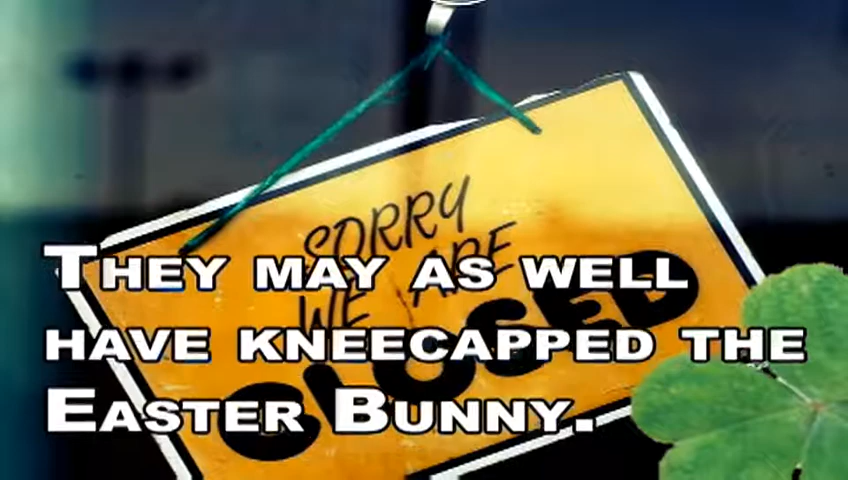 SORRY
WE ARE
CLOSED
THEY MAY AS WELL
HAVE KNEECAPPED THE
EASTER BUNNY.